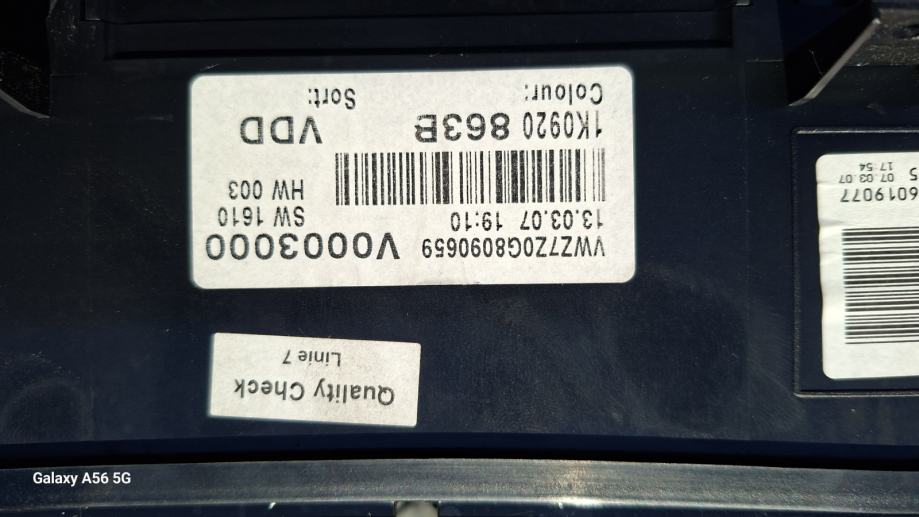 VWZ7Z0G8090659 V0003000
13.03.07 19:10 SW 1610
HW 003
1K0920 863B VDD
Colour: Sort:
Quality Check
Linie 7
6019077
07.03.07
17:54
Galaxy A56 5G